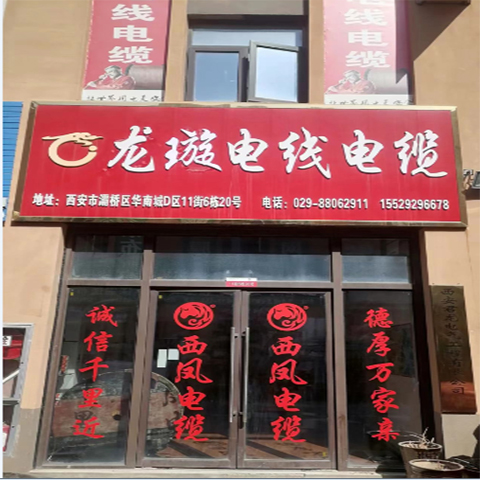 线电缆
电线电缆
龙璇电线电缆
地址：西安市灞桥区华南城D区11街6栋20号 电话：029-88062911 15529296678
诚信千里近
西凤电缆
西凤电缆
德厚万家亲